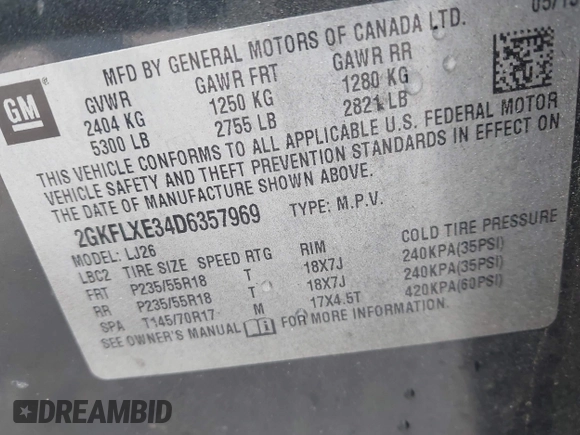 05/13
MFD BY GENERAL MOTORS OF CANADA LTD.
GM
GVWR GAWR FRT GAWR RR
2404 KG 1250 KG 1280 KG
5300 LB 2755 LB 2821 LB
THIS VEHICLE CONFORMS TO ALL APPLICABLE U.S. FEDERAL MOTOR
VEHICLE SAFETY AND THEFT PREVENTION STANDARDS IN EFFECT ON
THE DATE OF MANUFACTURE SHOWN ABOVE.
2GKFLXE34D6357969 TYPE: M.P.V.
MODEL: LJ26
LBC2 TIRE SIZE SPEED RTG RIM COLD TIRE PRESSURE
FRT P235/55R18 T 18X7J 240KPA(35PSI)
RR P235/55R18 T 18X7J 240KPA(35PSI)
SPA T145/70R17 M 17X4.5T 420KPA(60PSI)
SEE OWNER'S MANUAL FOR MORE INFORMATION.
DREAMBID